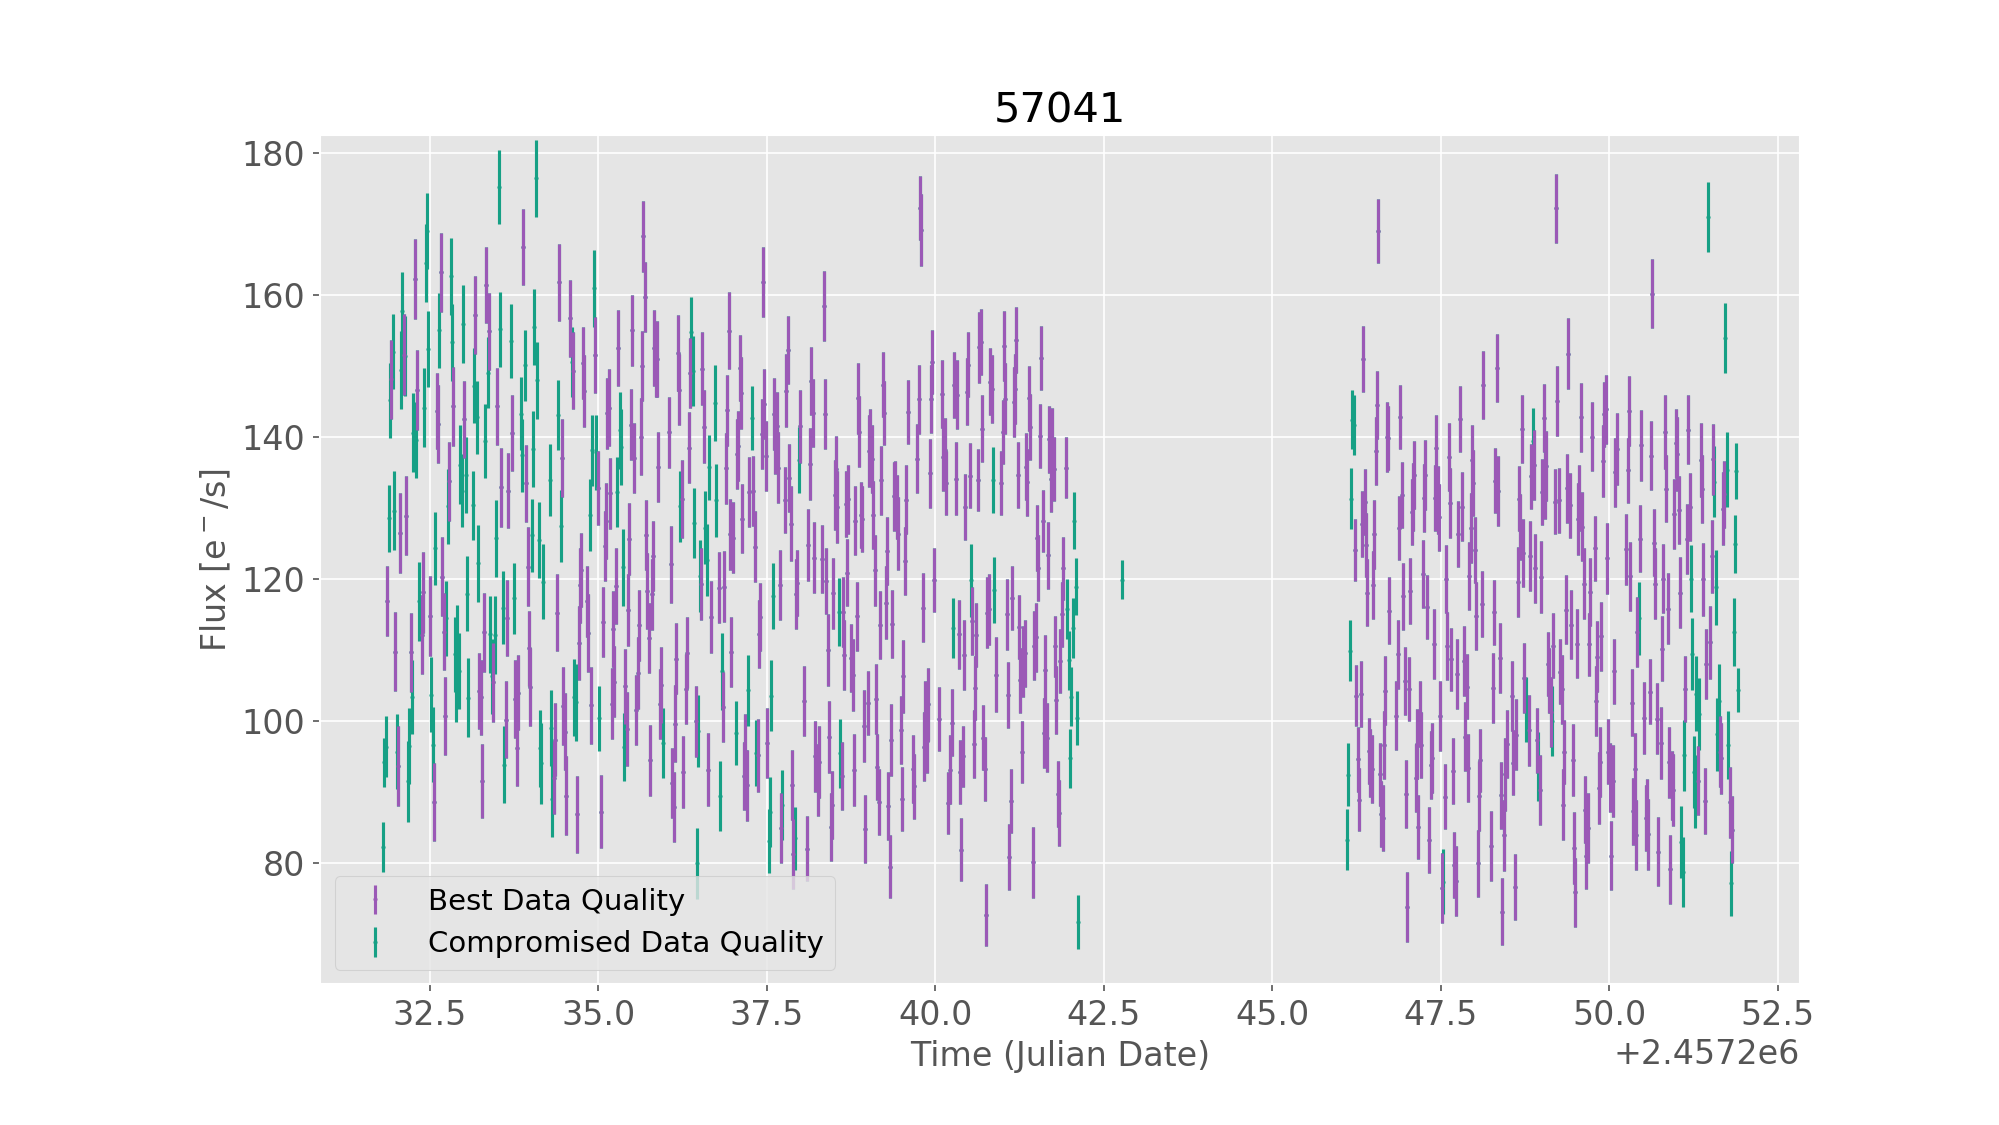 57041
Flux [e⁻/s]
180
160
140
120
100
80
Best Data Quality
Compromised Data Quality
32.5 35.0 37.5 40.0 42.5 45.0 47.5 50.0 52.5
Time (Julian Date)
+2.4572e6